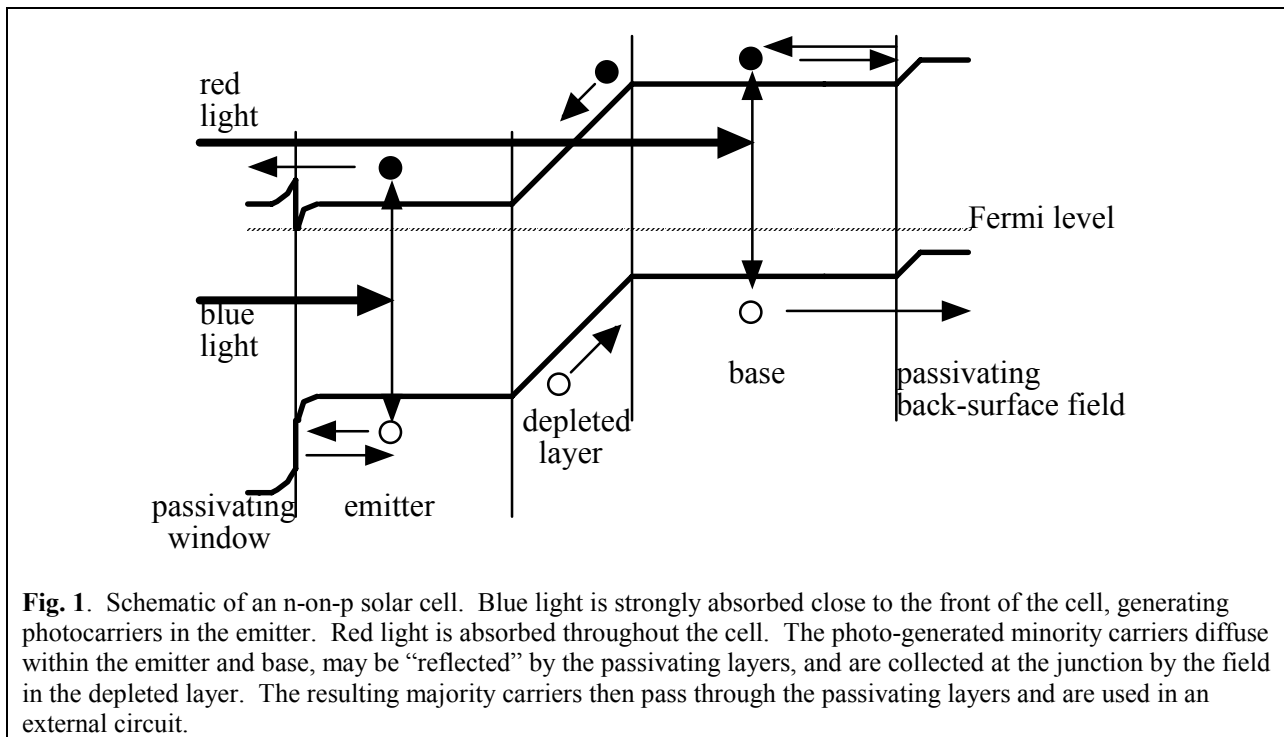 red
light
Fermi level
blue
light
base
passivating
back-surface field
depleted
layer
passivating
window
emitter
Fig. 1. Schematic of an n-on-p solar cell. Blue light is strongly absorbed close to the front of the cell, generating
photocarriers in the emitter. Red light is absorbed throughout the cell. The photo-generated minority carriers diffuse
within the emitter and base, may be “reflected” by the passivating layers, and are collected at the junction by the field
in the depleted layer. The resulting majority carriers then pass through the passivating layers and are used in an
external circuit.